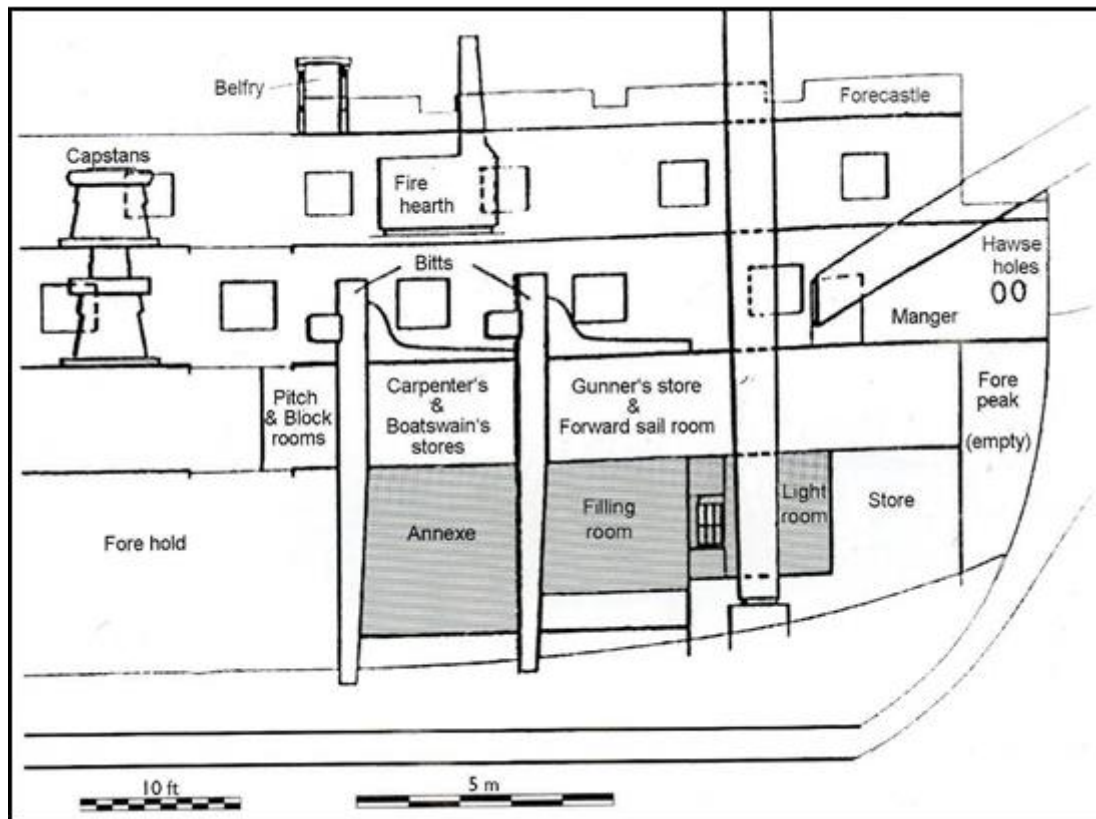 Belfry
Forecastle
Capstans
Fire
hearth
Bitts
Hawse
holes
Manger
Pitch
& Block
rooms
Carpenter's
&
Boatswain's
stores
Gunner's store
&
Forward sail room
Fore
peak
(empty)
Fore hold
Annexe
Filling
room
Light
room
Store
10 ft
5 m